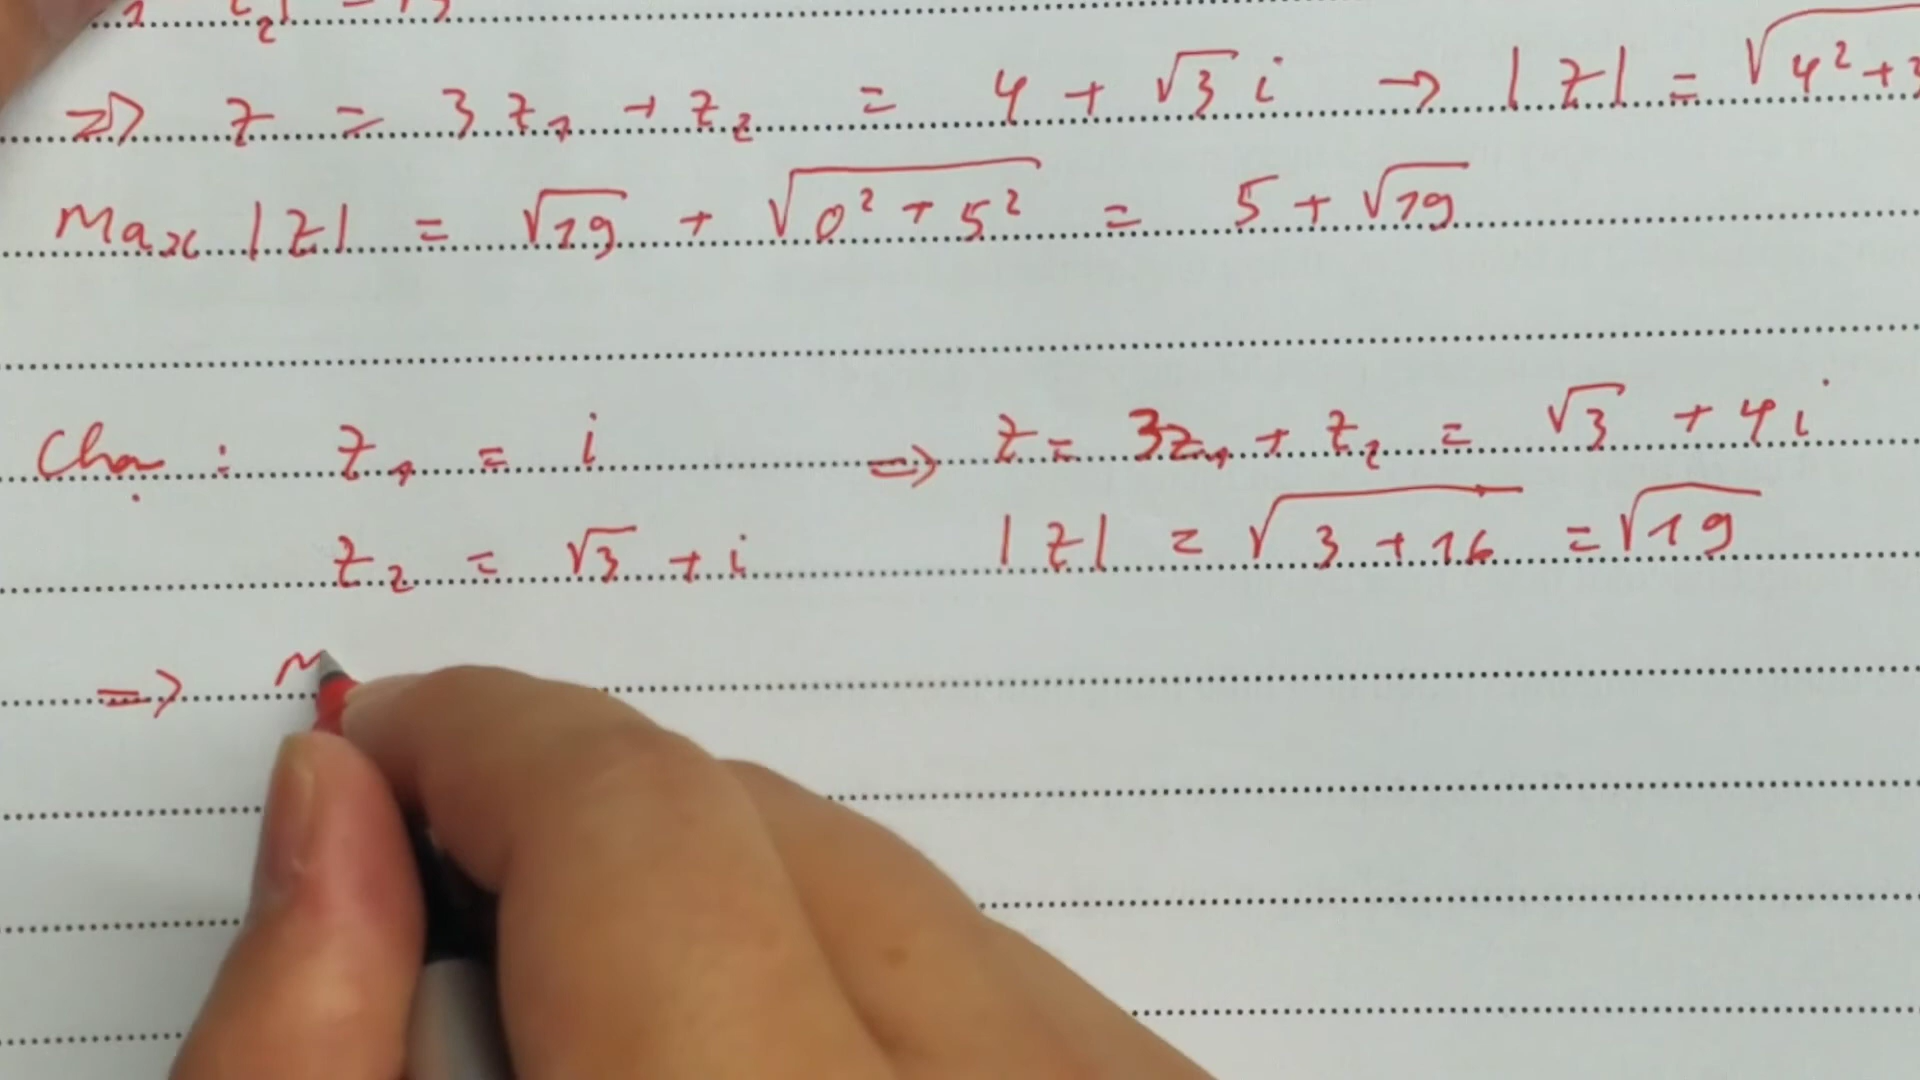 ⇒ z = 3z₁ + z₂ = 4 + √3 i → |z| = √4² + 3
Max |z| = √19 + √0² + 5² = 5 + √19
Chọn : z₁ = i ⇒ z = 3z₁ + z₂ = √3 + 4i
z₂ = √3 + i |z| = √3 + 16 = √19
⇒ M